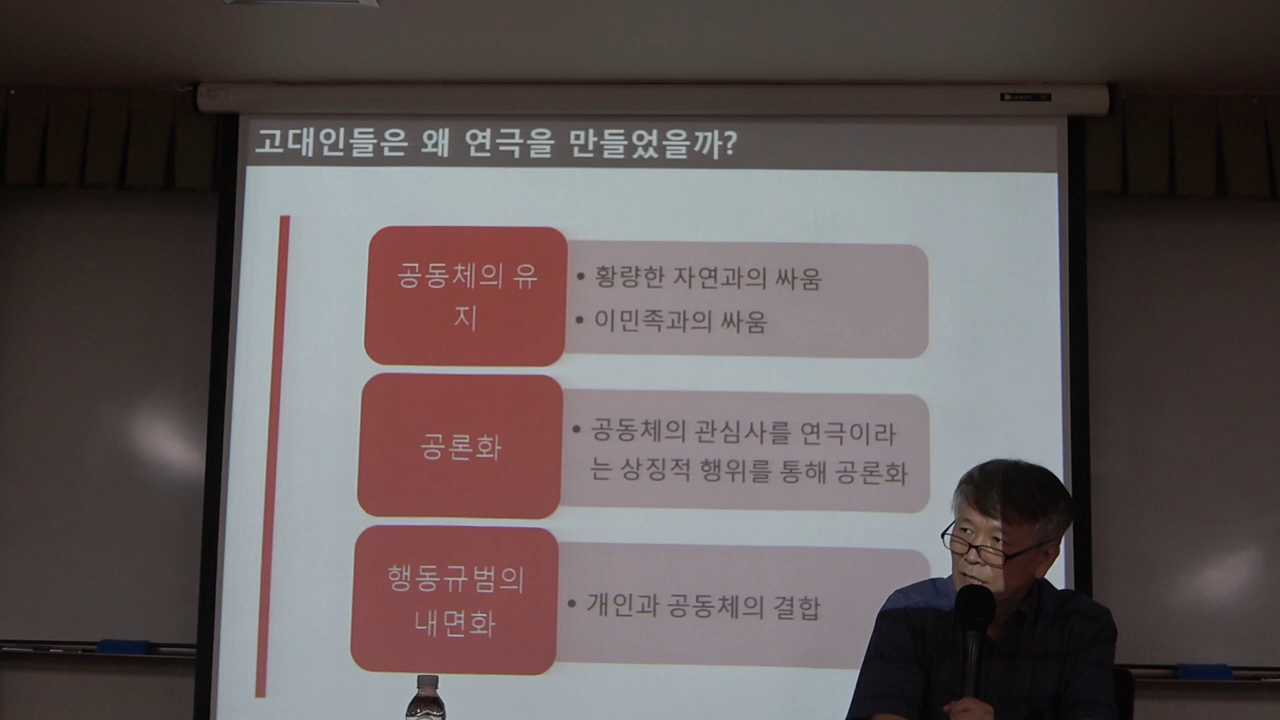 고대인들은 왜 연극을 만들었을까?
공동체의 유
지
• 황량한 자연과의 싸움
• 이민족과의 싸움
공론화
• 공동체의 관심사를 연극이라
는 상징적 행위를 통해 공론화
행동규범의
내면화
• 개인과 공동체의 결합